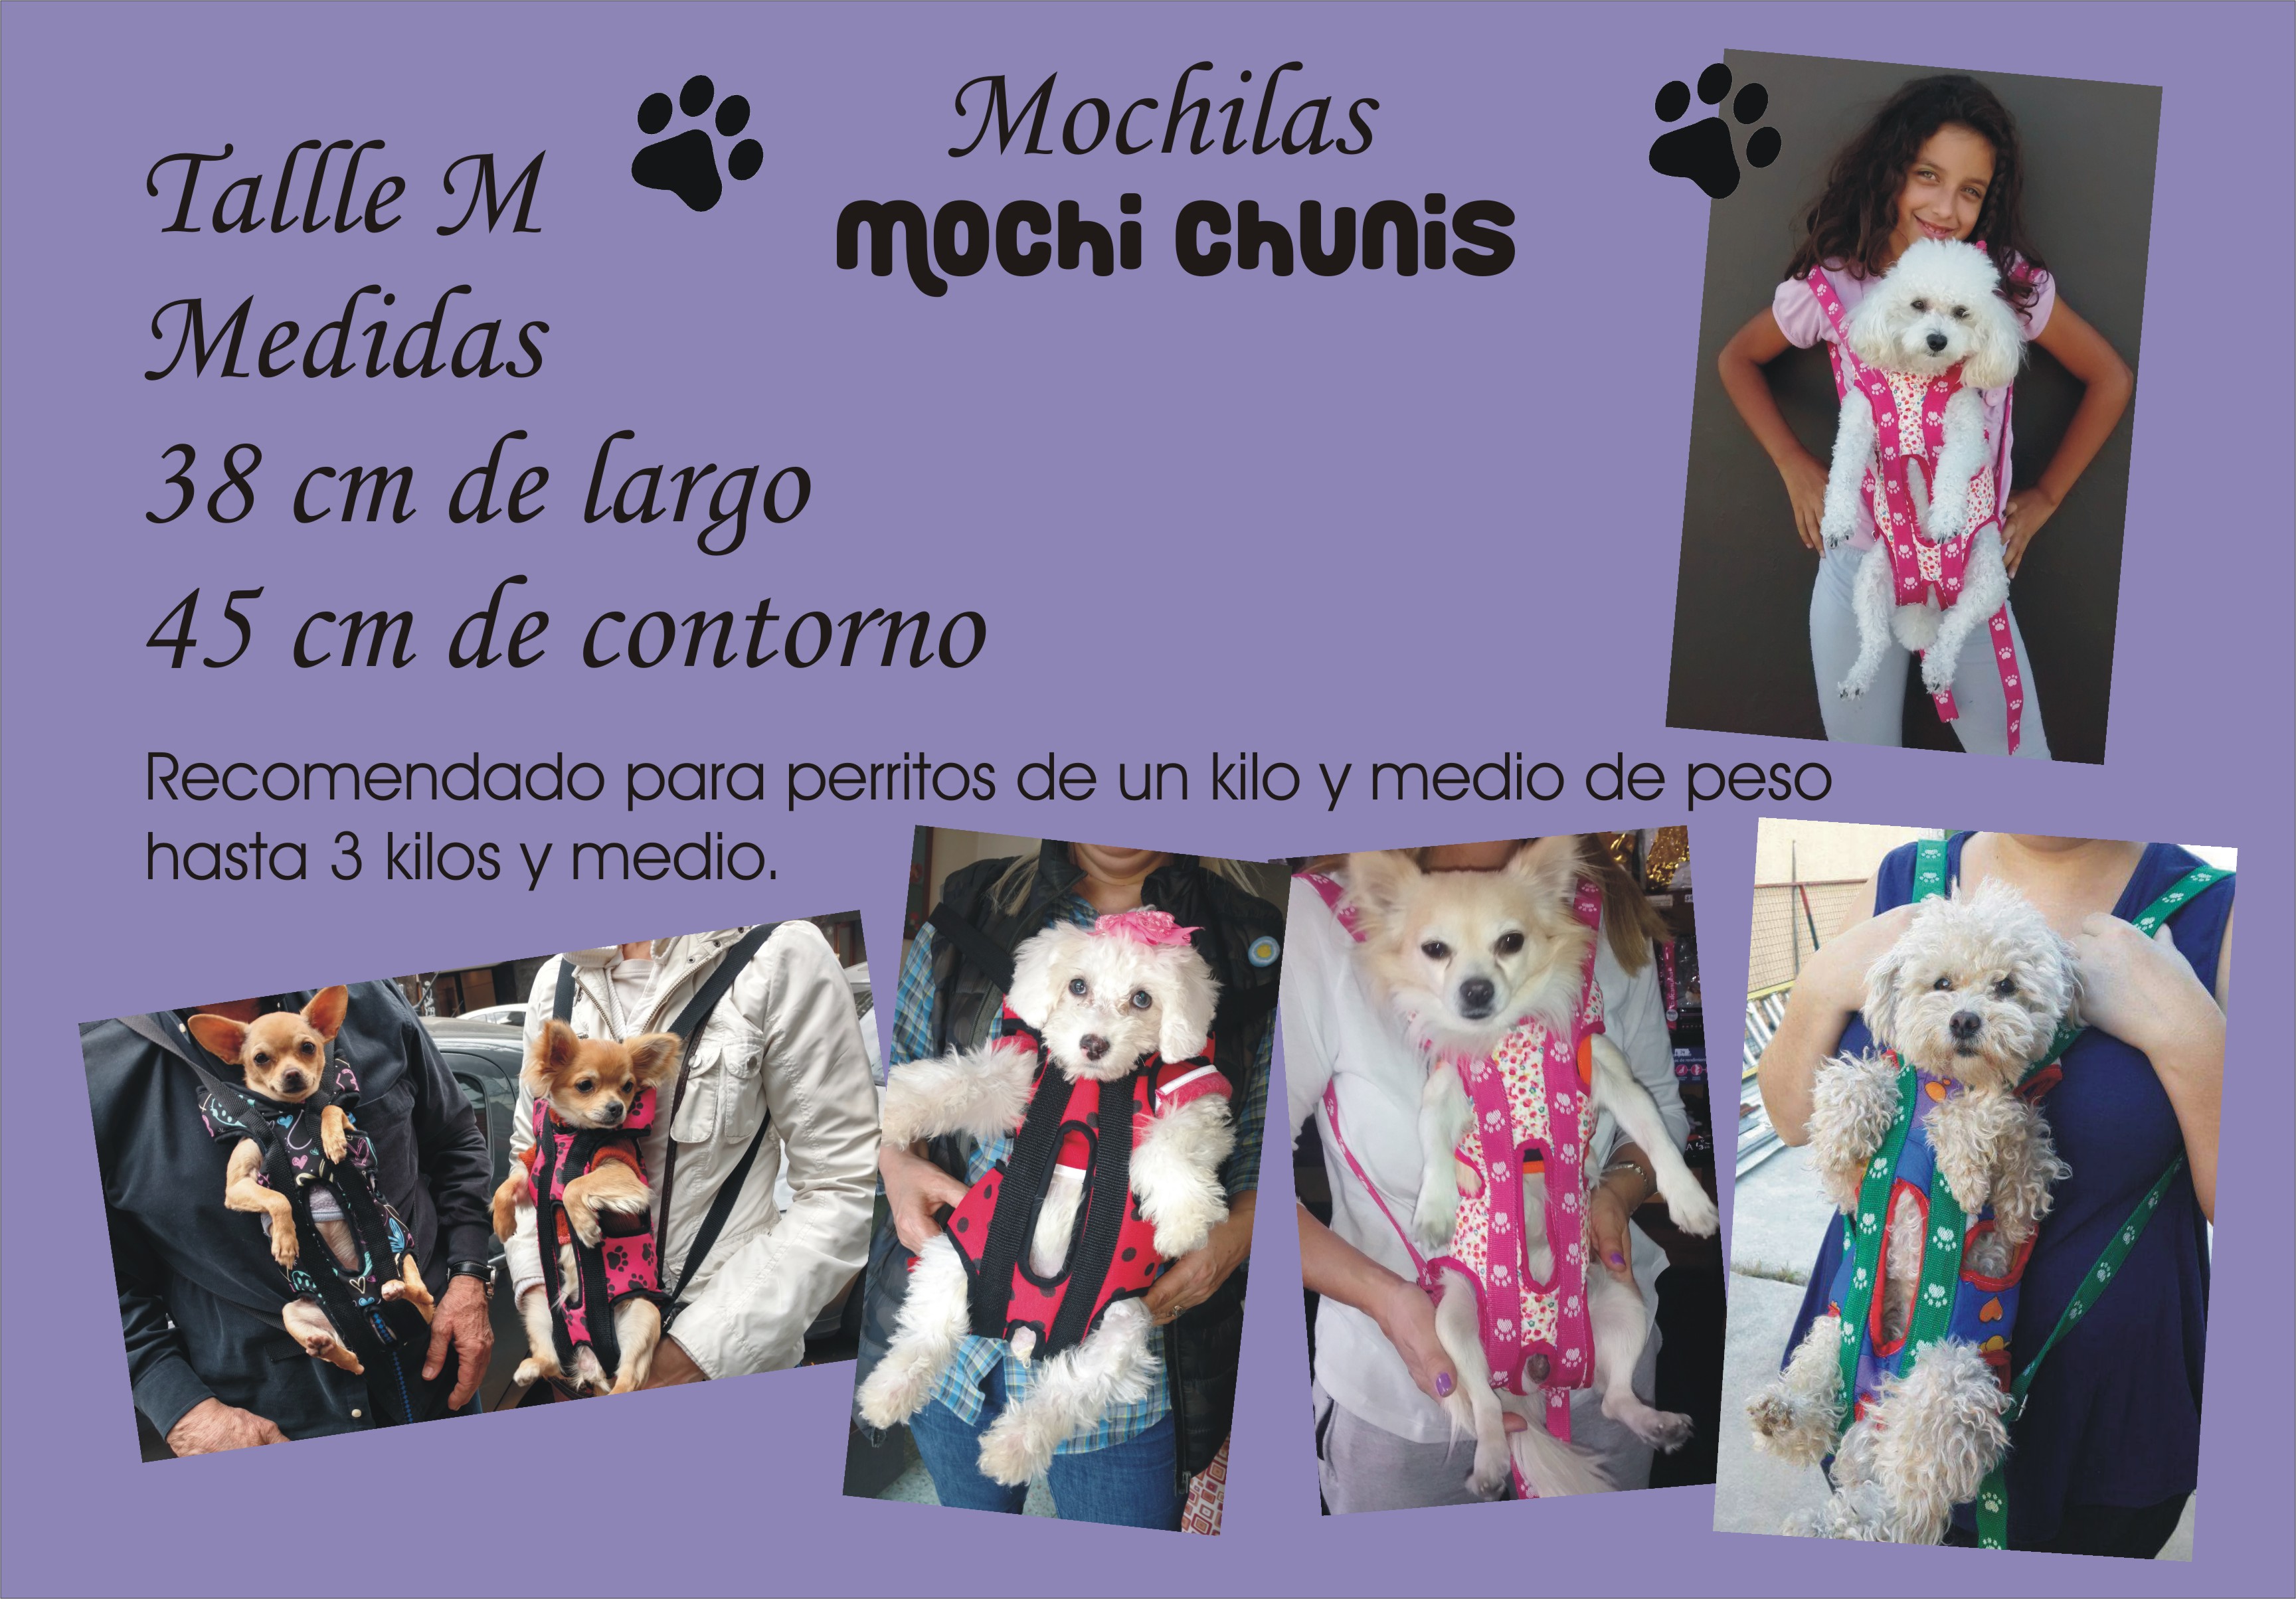 Mochilas
mochi chunis
Tallle M
Medidas
38 cm de largo
45 cm de contorno
Recomendado para perritos de un kilo y medio de peso
hasta 3 kilos y medio.